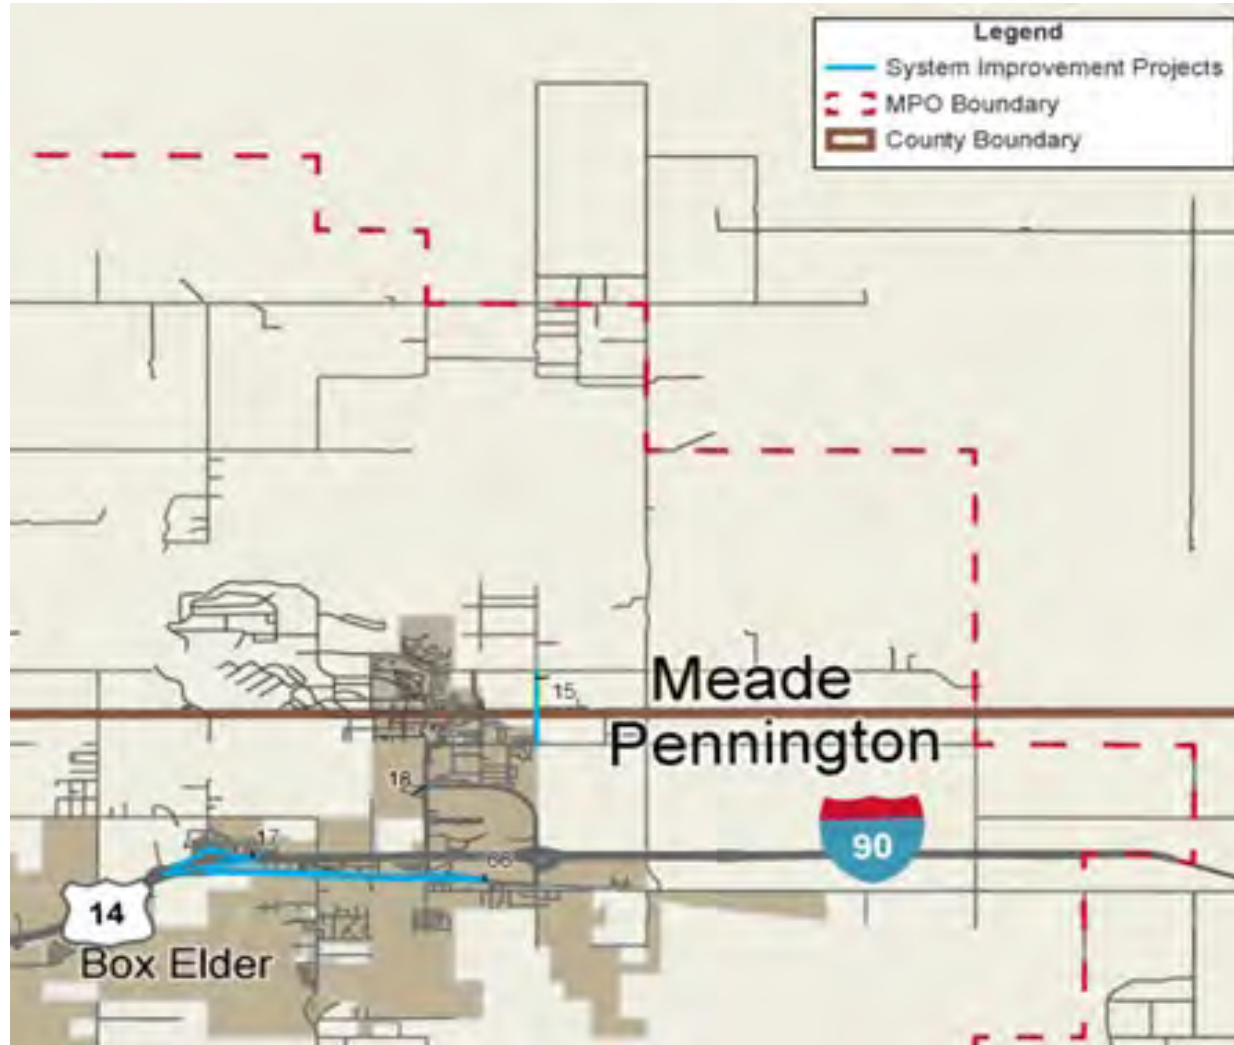 Legend
System Improvement Projects
MPO Boundary
County Boundary
15
Meade
Pennington
18
17
66
90
14
Box Elder